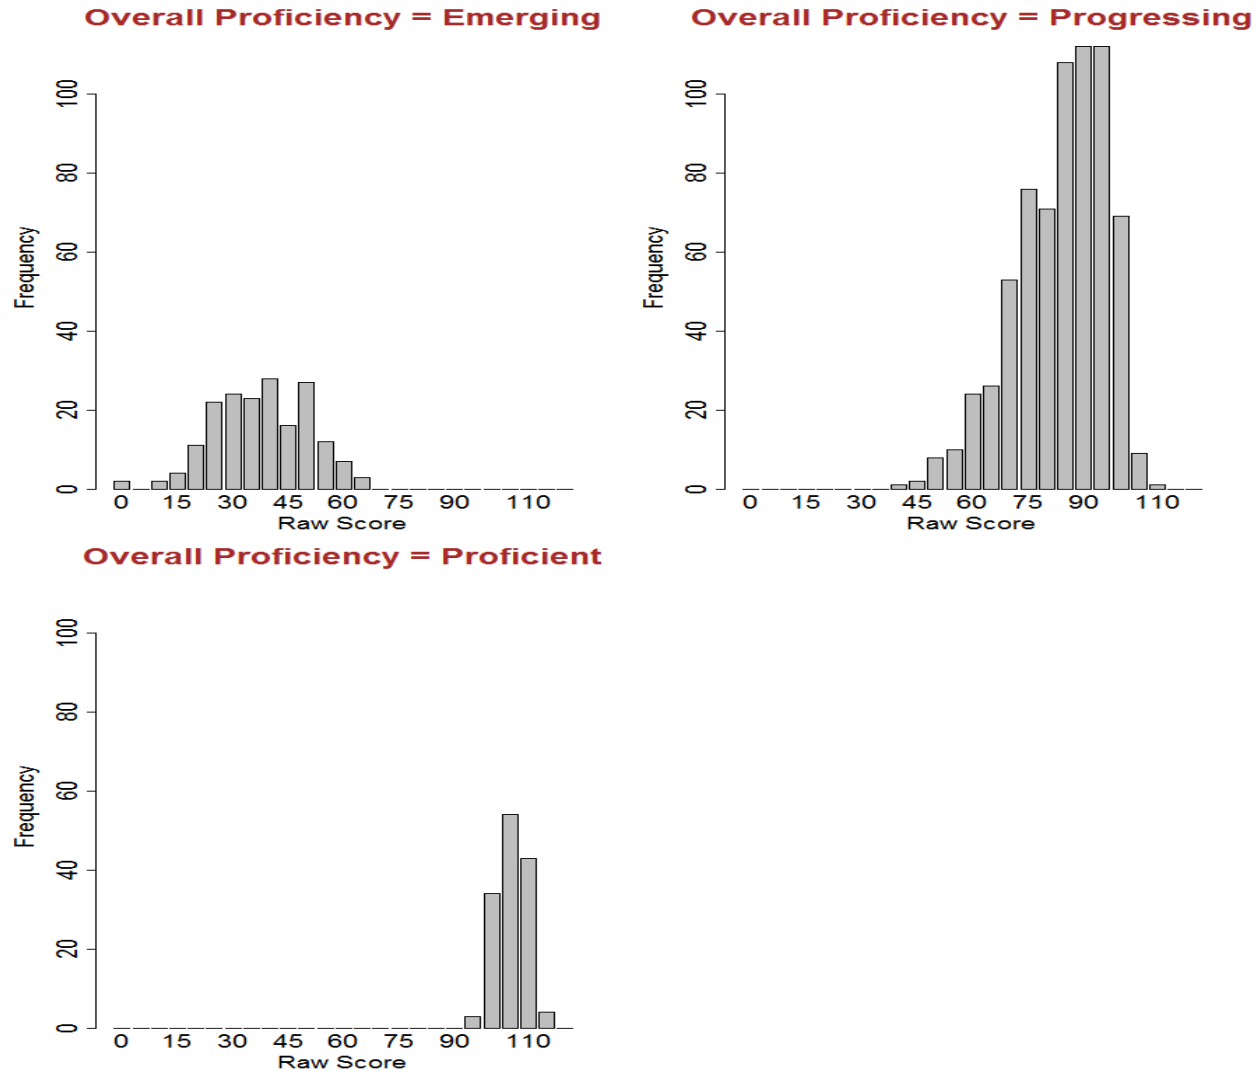 Overall Proficiency = Emerging
Frequency
0 20 40 60 80 100
0 15 30 45 60 75 90 110
Raw Score
Overall Proficiency = Progressing
Frequency
0 20 40 60 80 100
0 15 30 45 60 75 90 110
Raw Score
Overall Proficiency = Proficient
Frequency
0 20 40 60 80 100
0 15 30 45 60 75 90 110
Raw Score